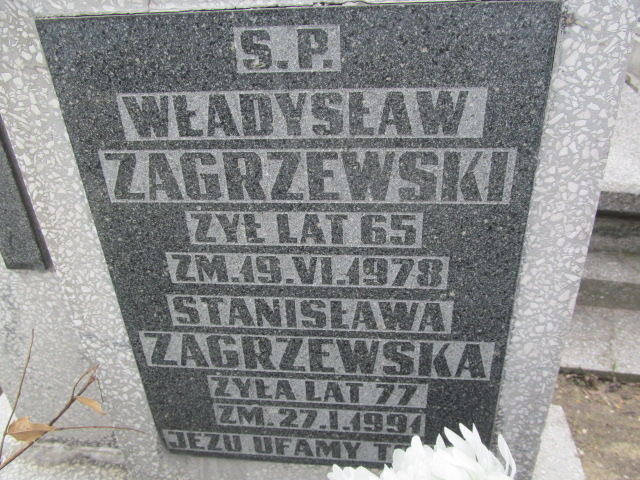 S.P.
WŁADYSŁAW
ZAGRZEWSKI
ŻYŁ LAT 65
ZM.19.VI.1978
STANISŁAWA
ZAGRZEWSKA
ŻYŁA LAT 77
ZM.27.I.1991
JEZU UFAMY